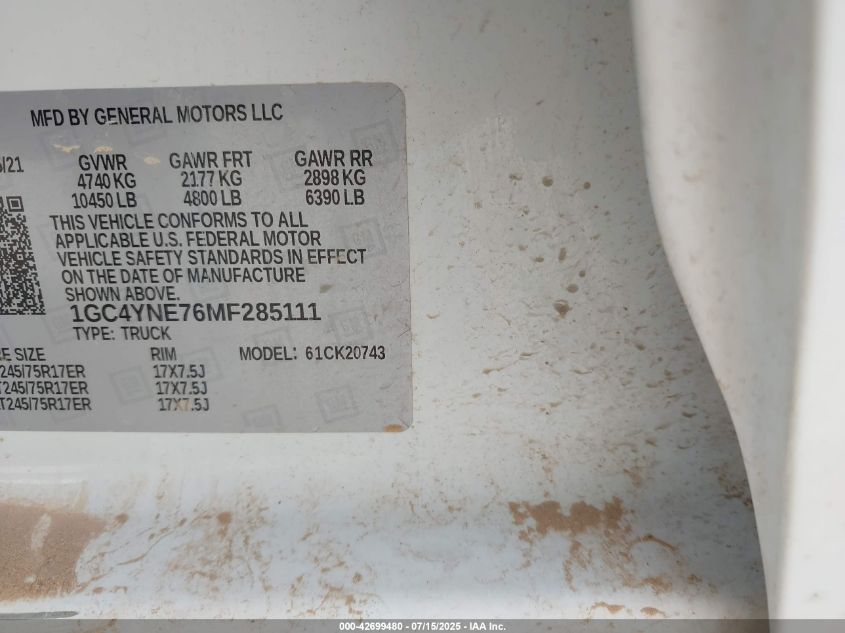 MFD BY GENERAL MOTORS LLC
/21 GVWR GAWR FRT GAWR RR
4740 KG 2177 KG 2898 KG
10450 LB 4800 LB 6390 LB
THIS VEHICLE CONFORMS TO ALL
APPLICABLE U.S. FEDERAL MOTOR
VEHICLE SAFETY STANDARDS IN EFFECT
ON THE DATE OF MANUFACTURE
SHOWN ABOVE.
1GC4YNE76MF285111
TYPE: TRUCK
RE SIZE RIM MODEL: 61CK20743
T245/75R17ER 17X7.5J
T245/75R17ER 17X7.5J
T245/75R17ER 17X7.5J
000-42699480 - 07/15/2025 - IAA Inc.